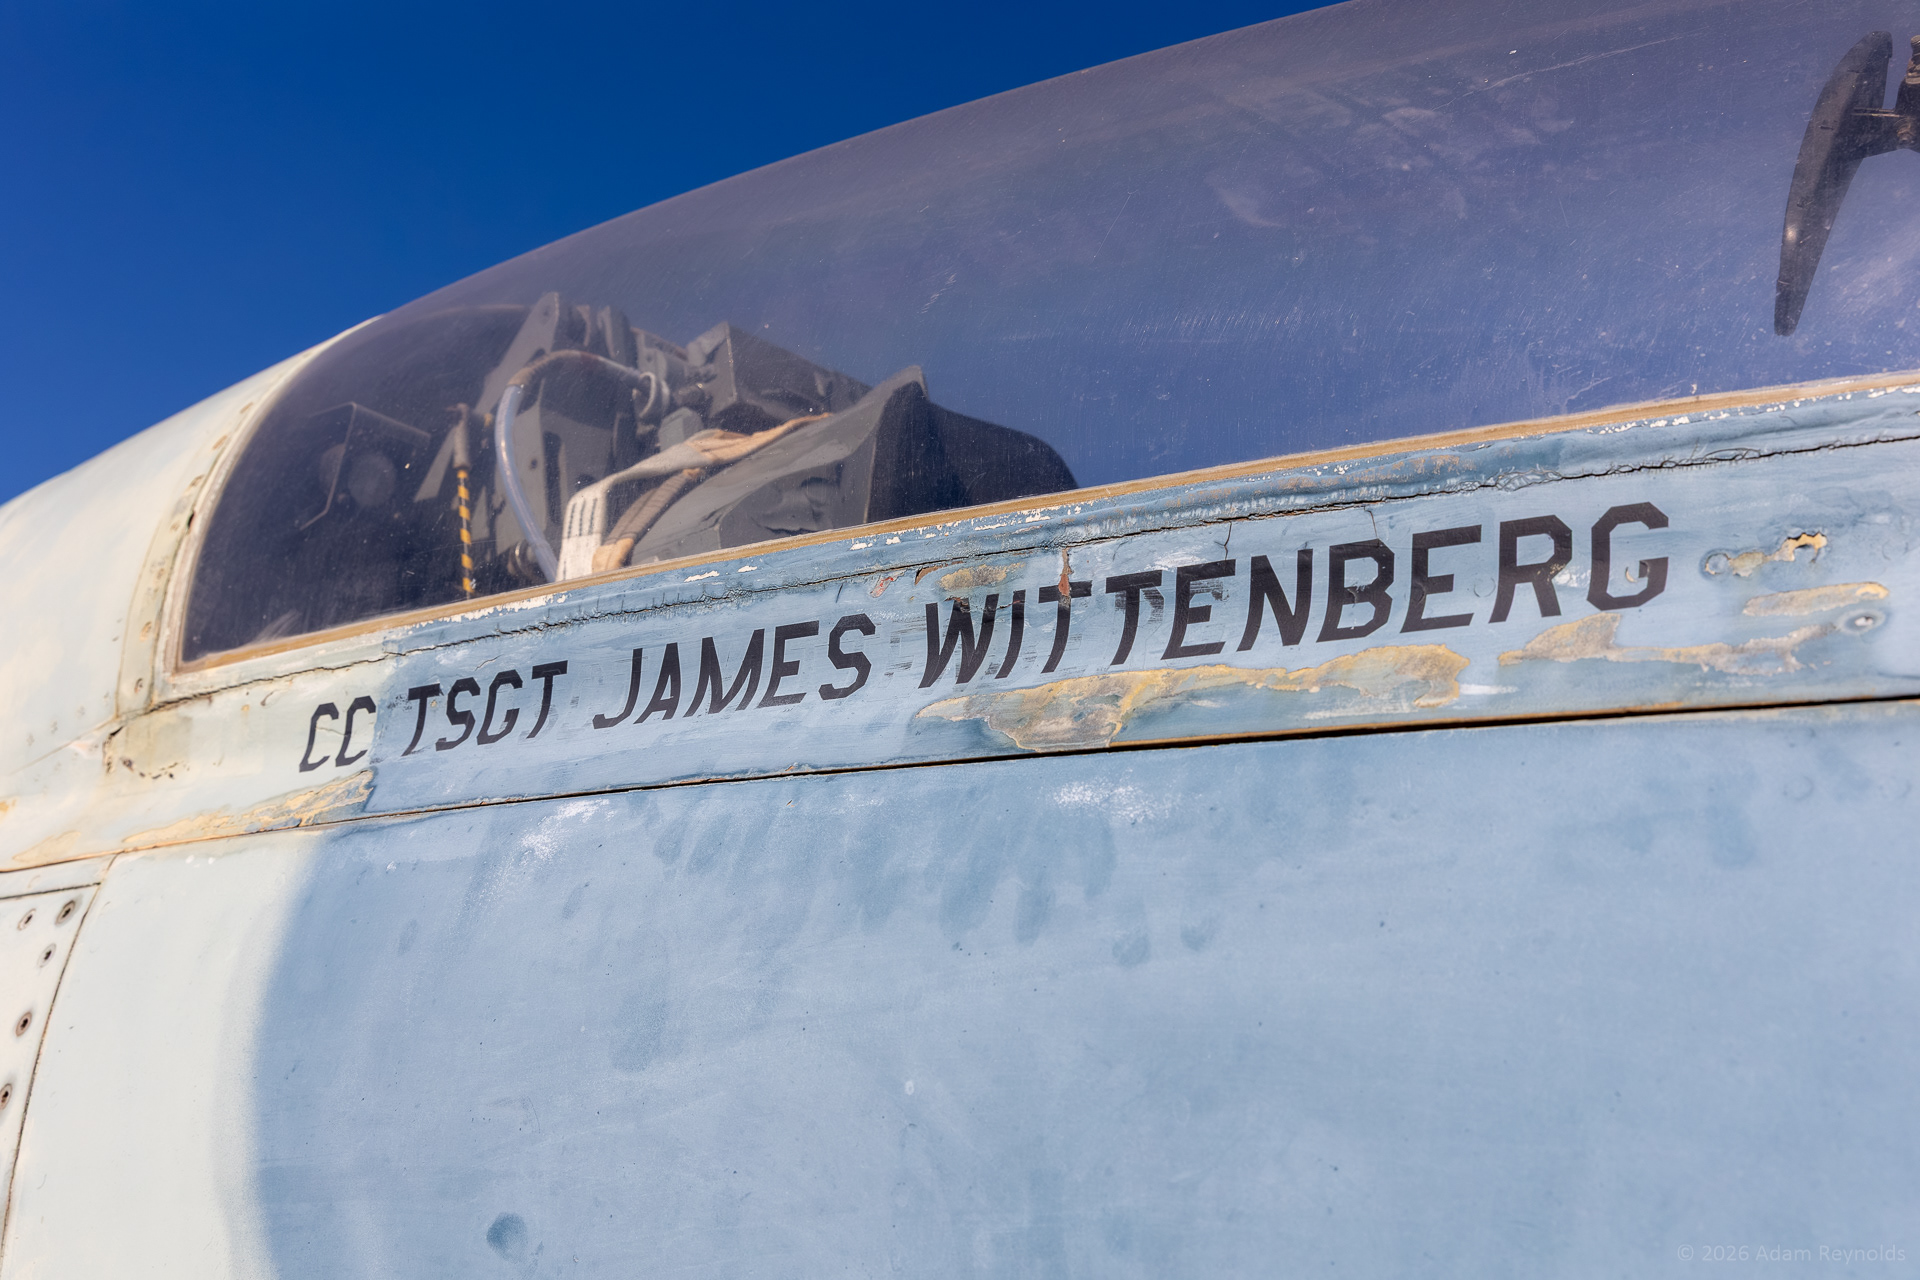 CC TSGT JAMES WITTENBERG
© 2026 Adam Reynolds